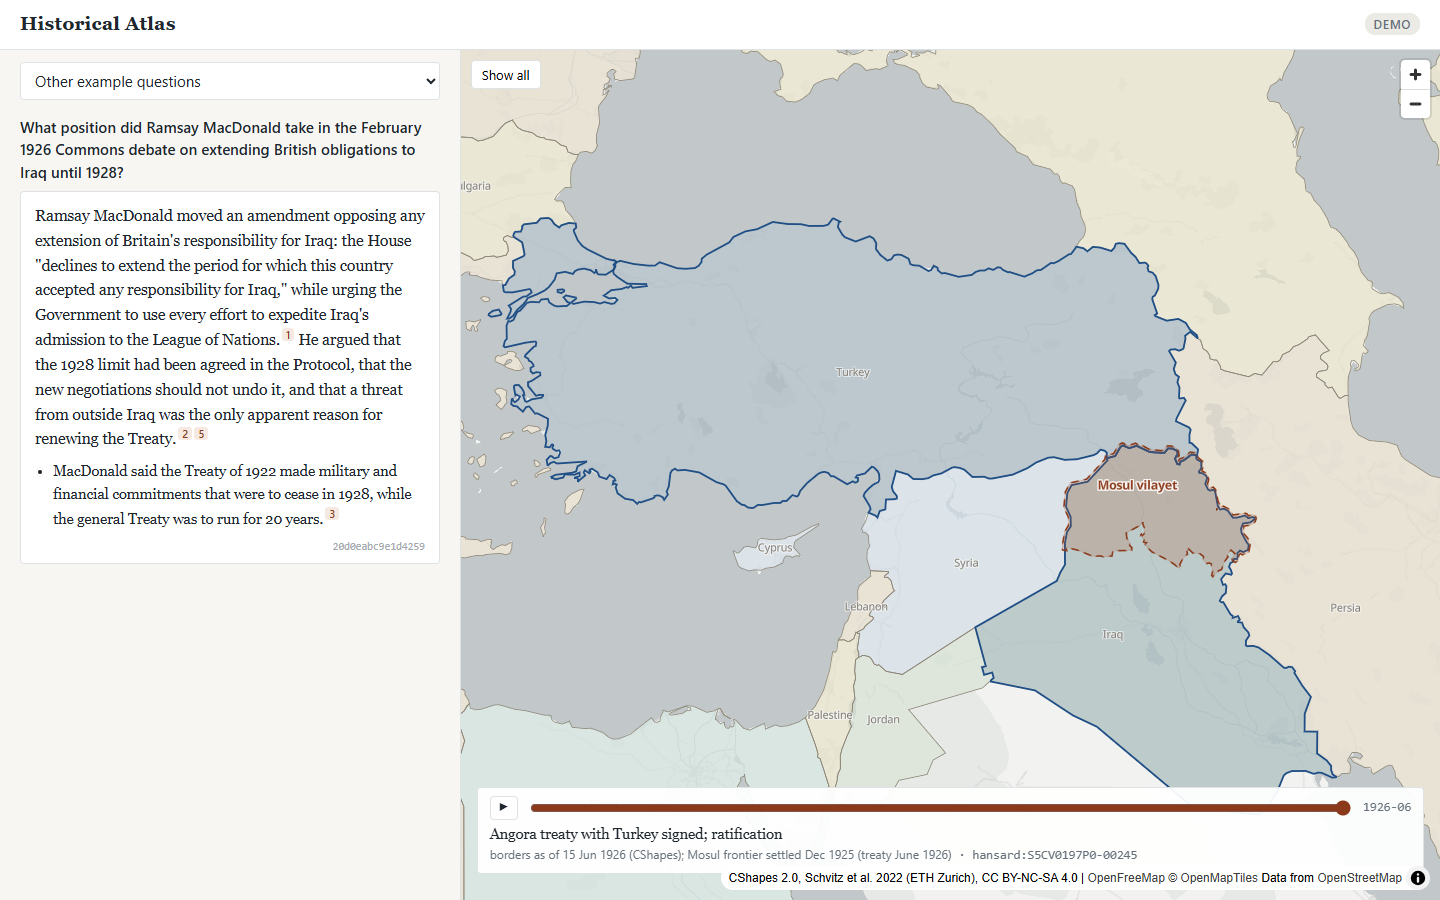 Historical Atlas
DEMO
Other example questions
What position did Ramsay MacDonald take in the February
1926 Commons debate on extending British obligations to
Iraq until 1928?
Ramsay MacDonald moved an amendment opposing any
extension of Britain's responsibility for Iraq: the House
"declines to extend the period for which this country
accepted any responsibility for Iraq," while urging the
Government to use every effort to expedite Iraq's
admission to the League of Nations. 1 He argued that
the 1928 limit had been agreed in the Protocol, that the
new negotiations should not undo it, and that a threat
from outside Iraq was the only apparent reason for
renewing the Treaty. 2 5
• MacDonald said the Treaty of 1922 made military and
financial commitments that were to cease in 1928, while
the general Treaty was to run for 20 years. 3
20d0eabc9e1d4259
Show all
+
−
lgaria
Turkey
Mosul vilayet
Cyprus
Syria
Lebanon
Persia
Iraq
Palestine
Jordan
1926-06
Angora treaty with Turkey signed; ratification
borders as of 15 Jun 1926 (CShapes); Mosul frontier settled Dec 1925 (treaty June 1926) · hansard:S5CV0197P0-00245
CShapes 2.0, Schvitz et al. 2022 (ETH Zurich), CC BY-NC-SA 4.0 | OpenFreeMap © OpenMapTiles Data from OpenStreetMap